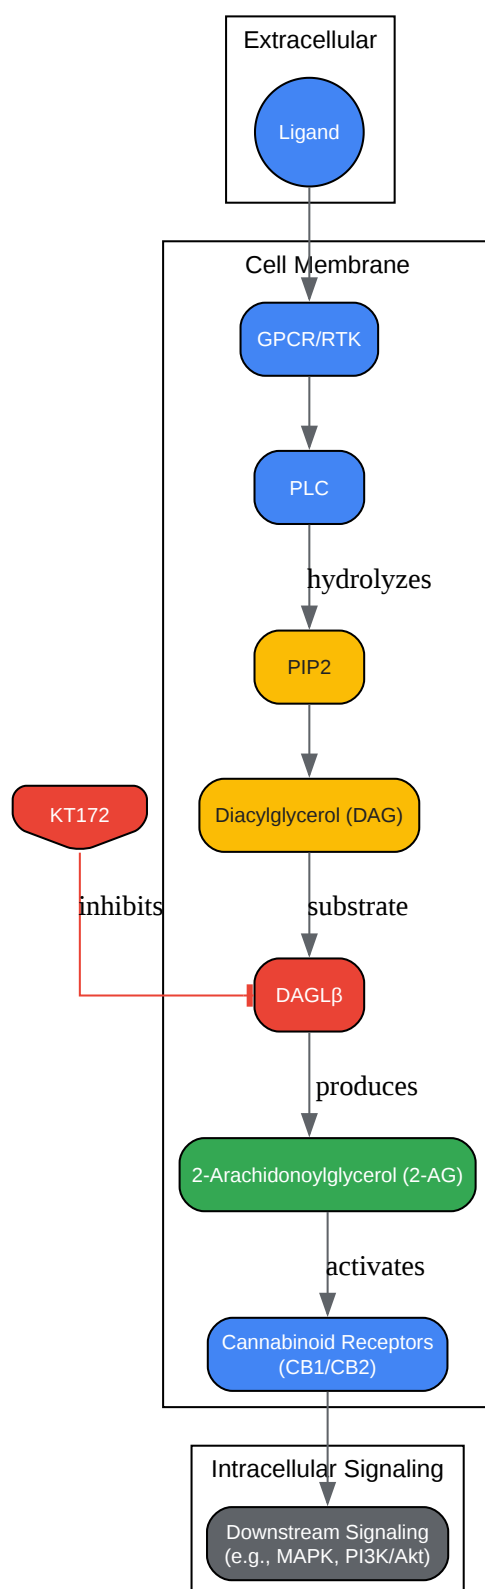 Extracellular
Ligand
Cell Membrane
GPCR/RTK
PLC
hydrolyzes
PIP2
Diacylglycerol (DAG)
KT172
inhibits
substrate
DAGLβ
produces
2-Arachidonoylglycerol (2-AG)
activates
Cannabinoid Receptors
(CB1/CB2)
Intracellular Signaling
Downstream Signaling
(e.g., MAPK, PI3K/Akt)